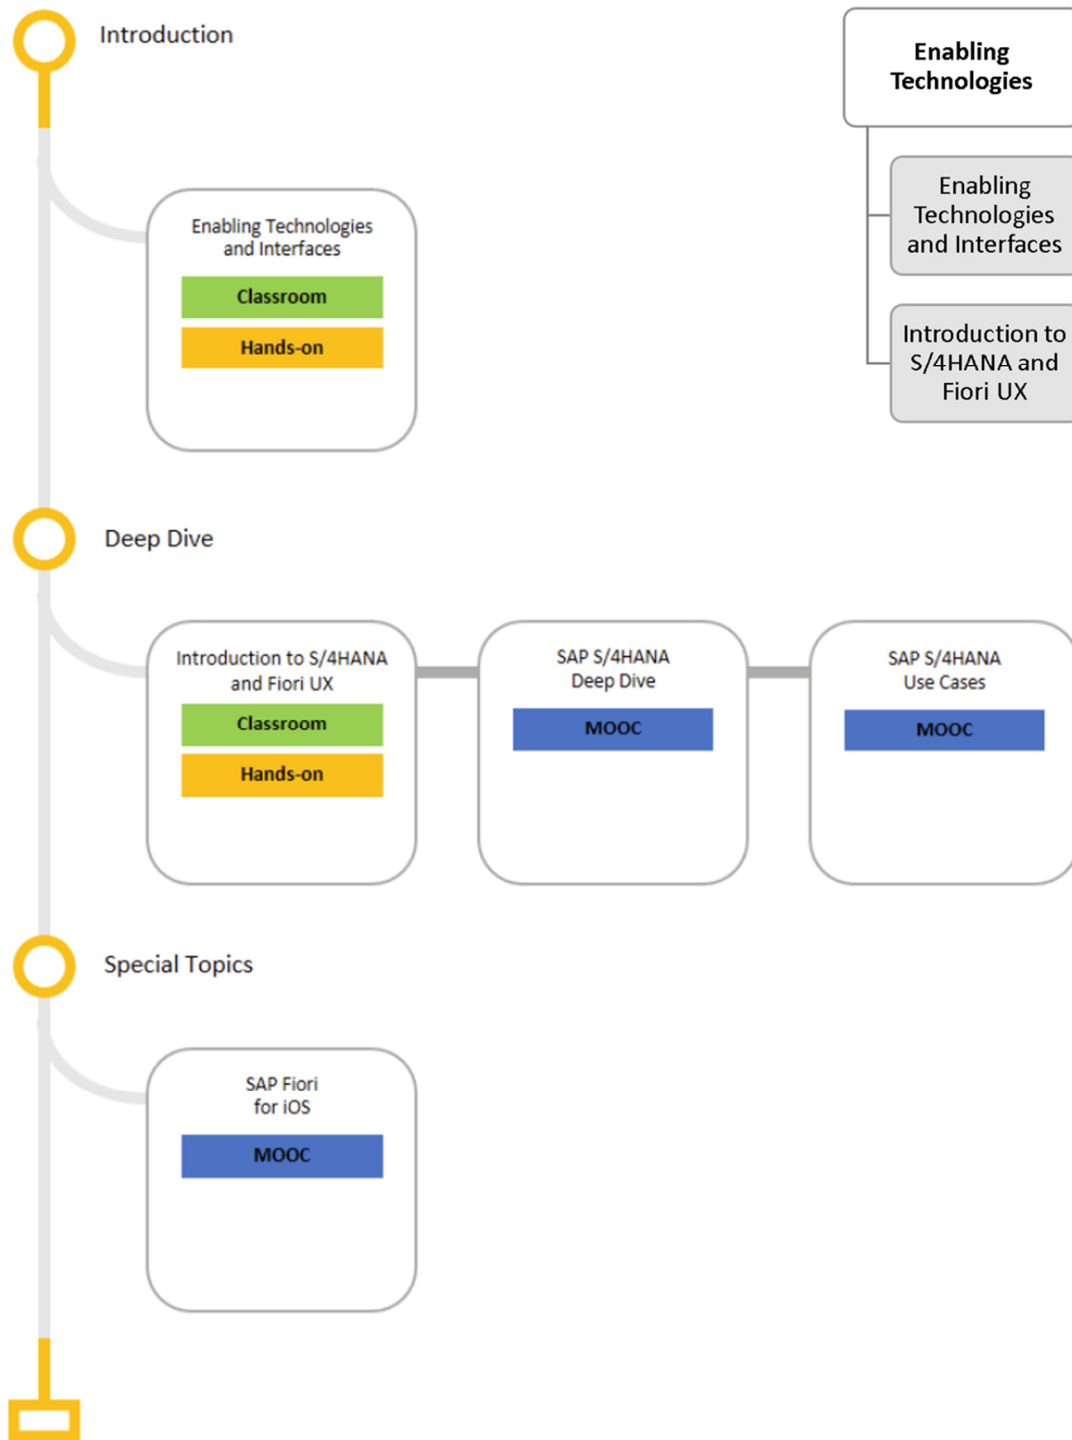 Introduction
Enabling Technologies
and Interfaces
Classroom
Hands-on
Enabling
Technologies
Enabling
Technologies
and Interfaces
Introduction to
S/4HANA and
Fiori UX
Deep Dive
Introduction to S/4HANA
and Fiori UX
Classroom
Hands-on
SAP S/4HANA
Deep Dive
MOOC
SAP S/4HANA
Use Cases
MOOC
Special Topics
SAP Fiori
for iOS
MOOC